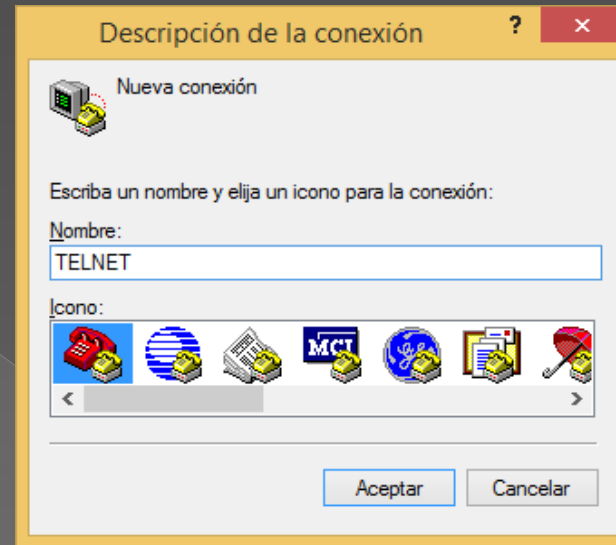 Descripción de la conexión
?
Nueva conexión
Escriba un nombre y elija un icono para la conexión:
Nombre:
TELNET
Icono:
MCI
Aceptar
Cancelar